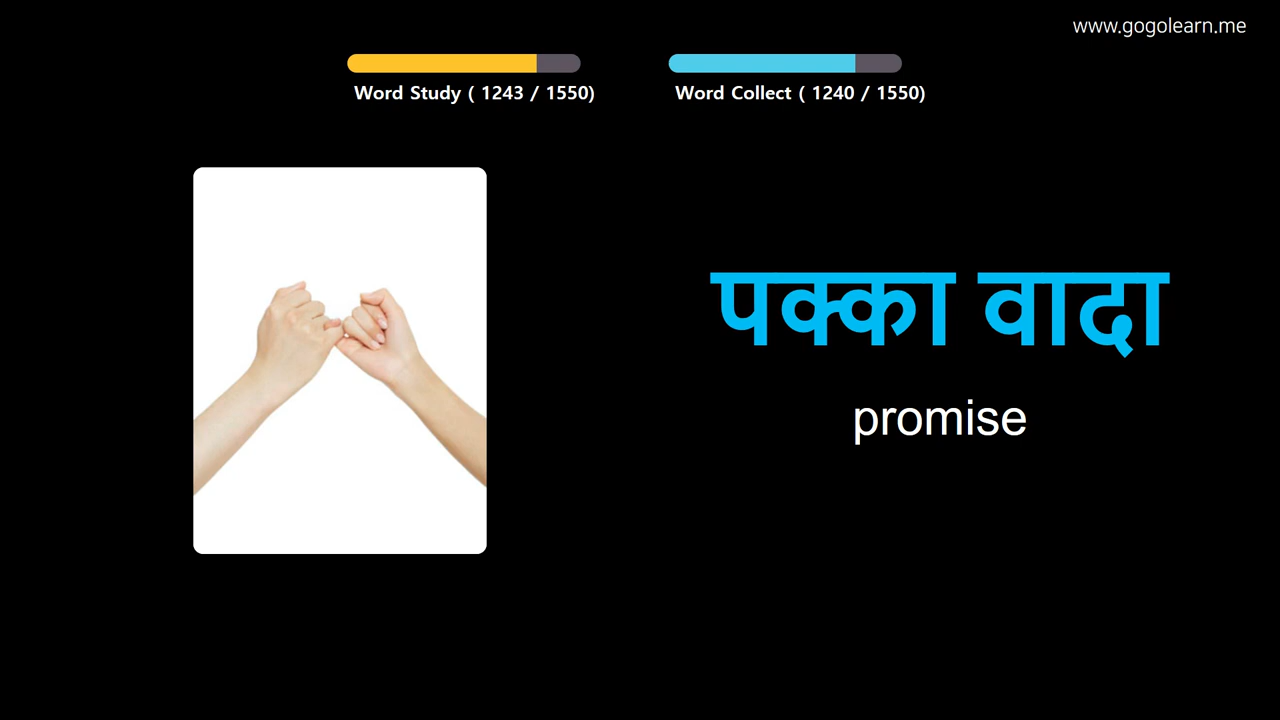 www.gogolearn.me
Word Study ( 1243 / 1550)
Word Collect ( 1240 / 1550)
पक्का वादा
promise